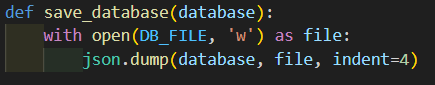 def save_database(database):
    with open(DB_FILE, 'w') as file:
        json.dump(database, file, indent=4)